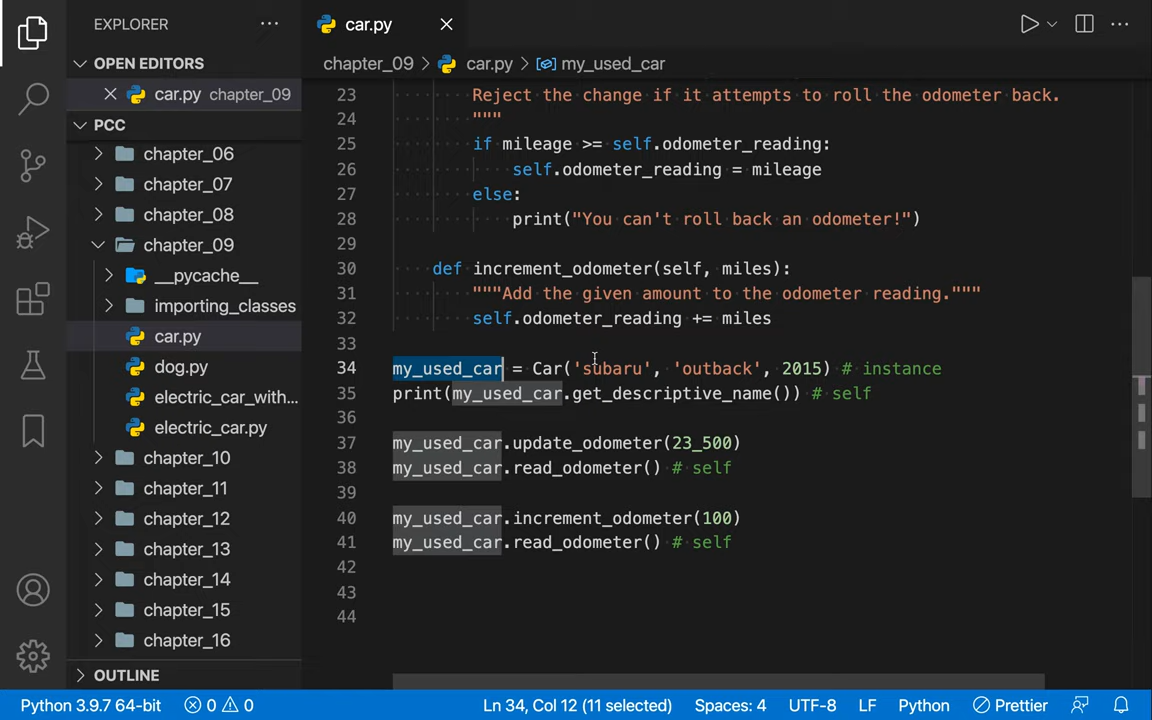 EXPLORER
OPEN EDITORS
car.py chapter_09
PCC
chapter_06
chapter_07
chapter_08
chapter_09
__pycache__
importing_classes
car.py
dog.py
electric_car_with...
electric_car.py
chapter_10
chapter_11
chapter_12
chapter_13
chapter_14
chapter_15
chapter_16
OUTLINE
car.py
chapter_09 > car.py > my_used_car
23 Reject the change if it attempts to roll the odometer back.
24 """
25 if mileage >= self.odometer_reading:
26 self.odometer_reading = mileage
27 else:
28 print("You can't roll back an odometer!")
29
30 def increment_odometer(self, miles):
31 """Add the given amount to the odometer reading."""
32 self.odometer_reading += miles
33
34 my_used_car = Car('subaru', 'outback', 2015) # instance
35 print(my_used_car.get_descriptive_name()) # self
36
37 my_used_car.update_odometer(23_500)
38 my_used_car.read_odometer() # self
39
40 my_used_car.increment_odometer(100)
41 my_used_car.read_odometer() # self
42
43
44
Python 3.9.7 64-bit 0 0 Ln 34, Col 12 (11 selected) Spaces: 4 UTF-8 LF Python Prettier